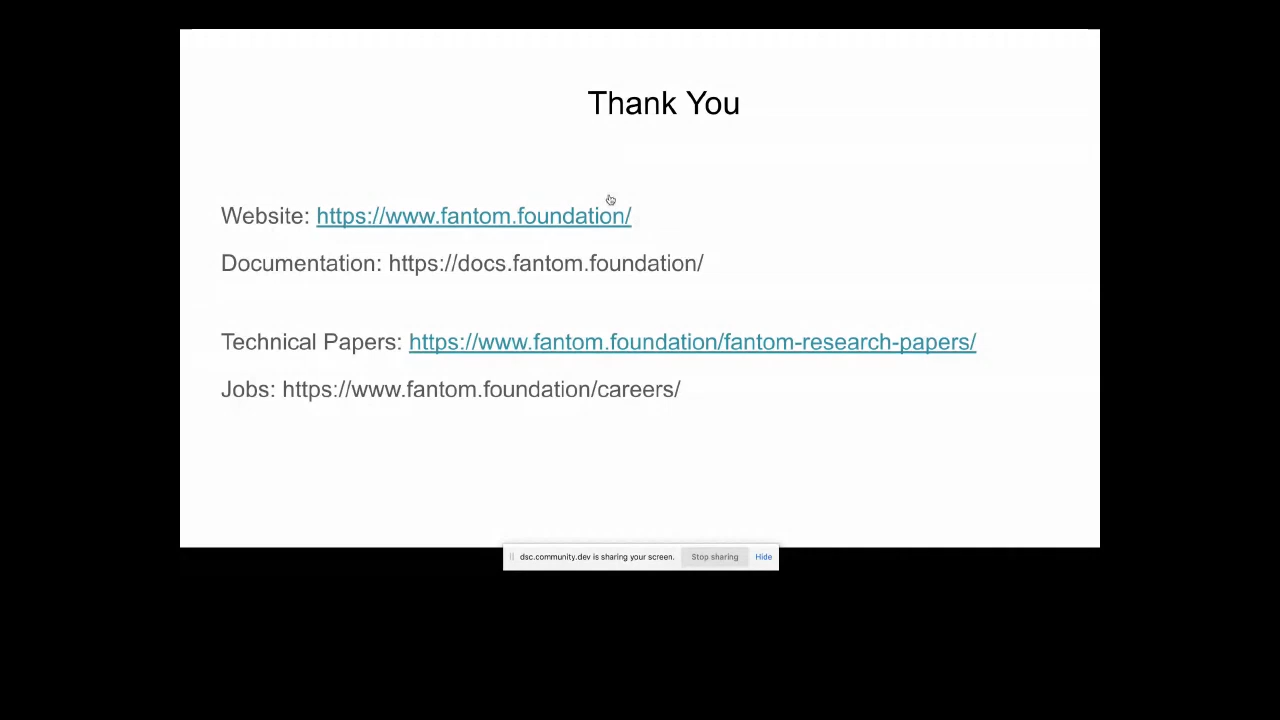 Thank You
Website: https://www.fantom.foundation/
Documentation: https://docs.fantom.foundation/
Technical Papers: https://www.fantom.foundation/fantom-research-papers/
Jobs: https://www.fantom.foundation/careers/
dsc.community.dev is sharing your screen. Stop sharing Hide